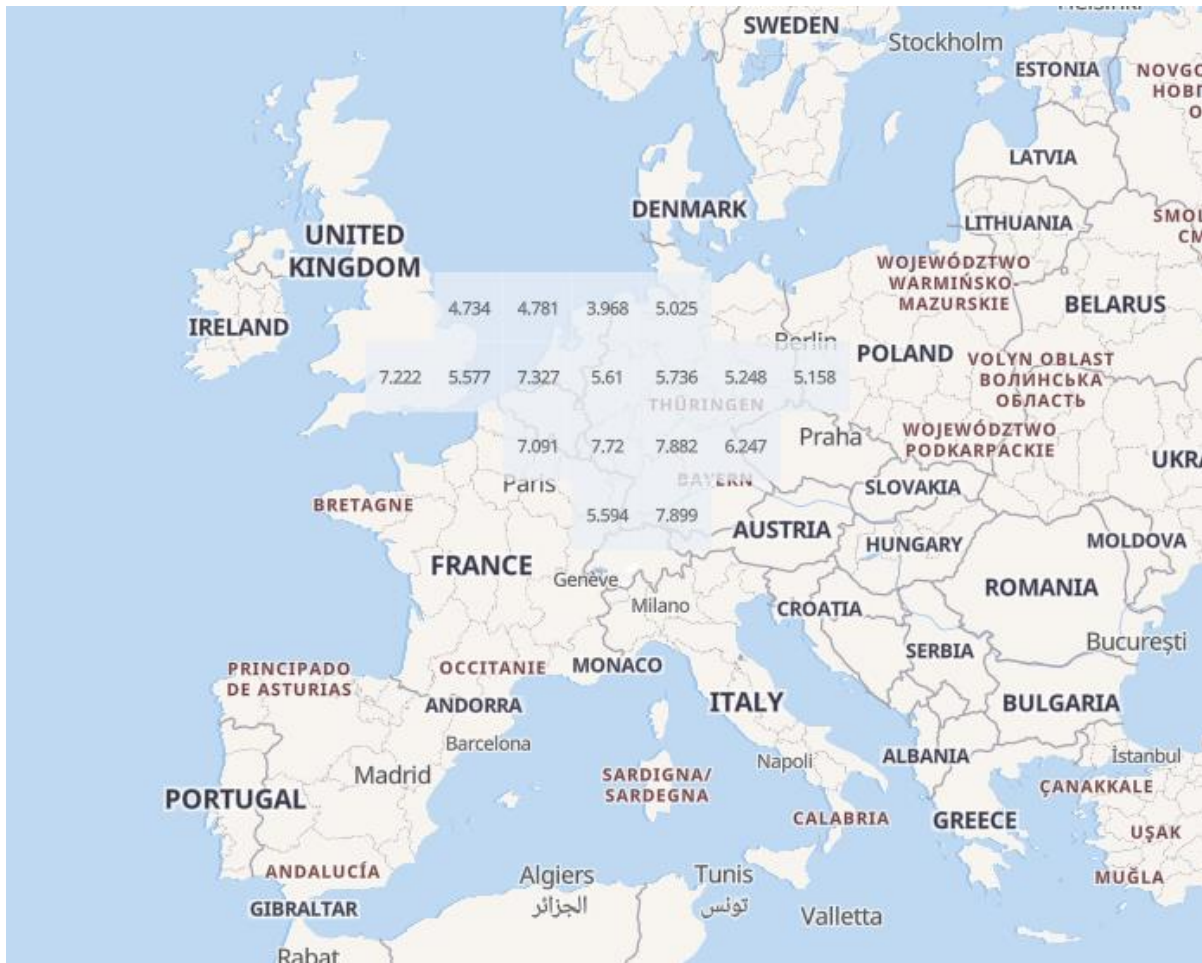 SWEDEN
Stockholm
ESTONIA
LATVIA
DENMARK
LITHUANIA
UNITED
KINGDOM
IRELAND
WOJEWÓDZTWO
WARMIŃSKO-
MAZURSKIE
BELARUS
4.734 4.781 3.968 5.025
Berlin
POLAND
VOLYN OBLAST
ВОЛИНСЬКА
ОБЛАСТЬ
7.222 5.577 7.327 5.61 5.736 5.248 5.158
THÜRINGEN
WOJEWÓDZTWO
PODKARPACKIE
Praha
7.091 7.72 7.882 6.247
Paris
BAYERN
SLOVAKIA
BRETAGNE
5.594 7.899
AUSTRIA
HUNGARY
MOLDOVA
FRANCE
Genève
ROMANIA
Milano
CROATIA
București
SERBIA
PRINCIPADO
DE ASTURIAS
OCCITANIE
MONACO
ITALY
BULGARIA
ANDORRA
Barcelona
Madrid
Napoli
ALBANIA
İstanbul
SARDIGNA/
SARDEGNA
ÇANAKKALE
PORTUGAL
CALABRIA
GREECE
UŞAK
ANDALUCÍA
Algiers
الجزائر
Tunis
تونس
MUĞLA
GIBRALTAR
Valletta
Rabat